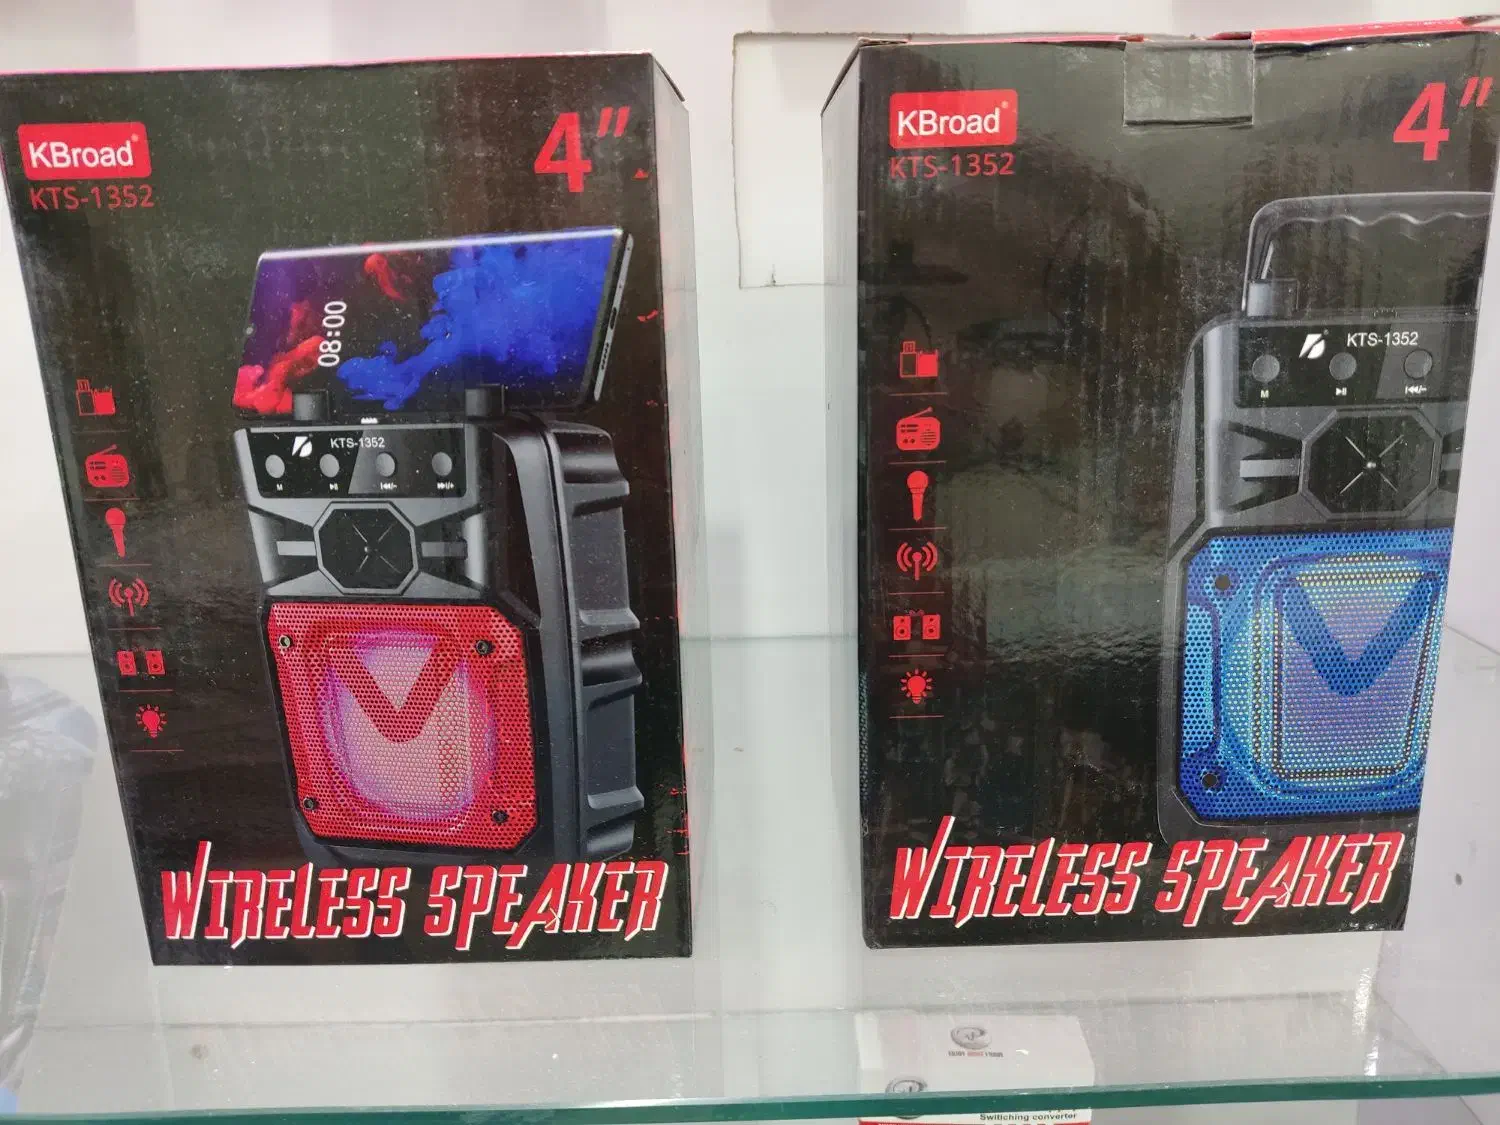 KBroad
KTS-1352
4"
08:00
KTS-1352
M
WIRELESS SPEAKER
KBroad
KTS-1352
4"
KTS-1352
M
WIRELESS SPEAKER
Switching converter